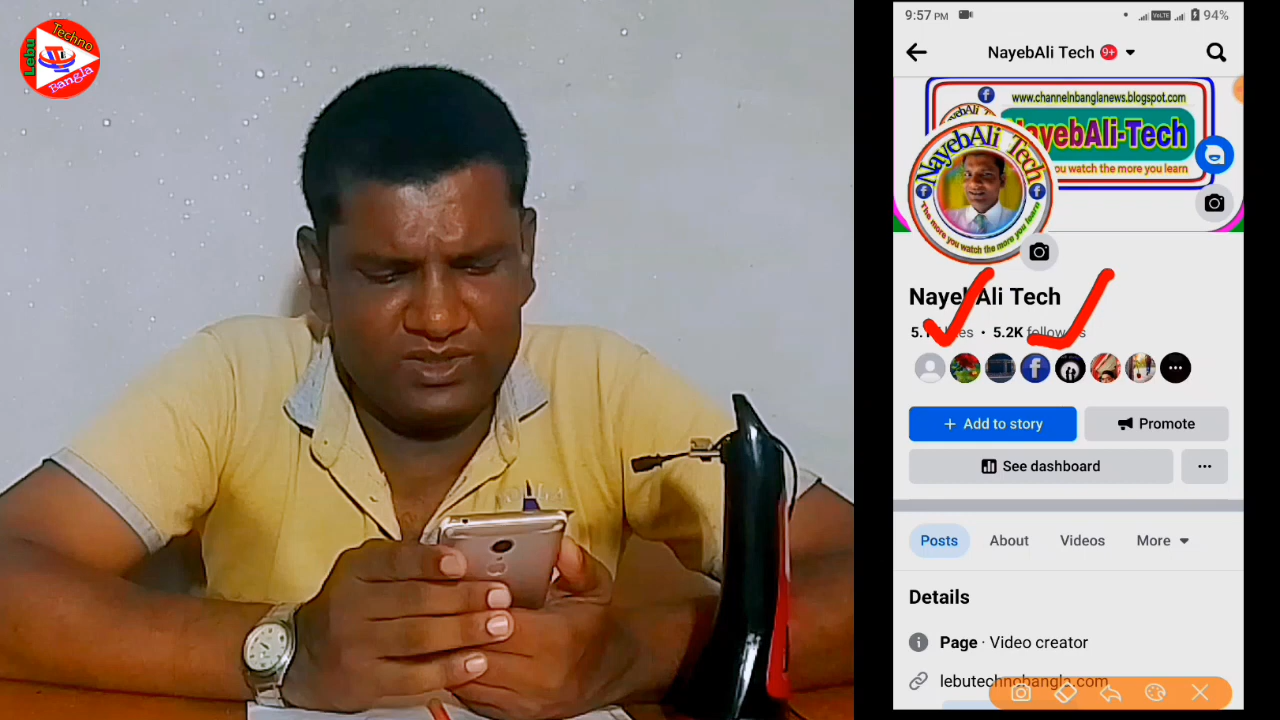 Lebu
Techno
Bangla
9:57 PM
94%
NayebAli Tech 9+
www.channelnbanglanews.blogspot.com
NayebAli-Tech
you watch the more you learn
NayebAli Tech
The more you watch the more you learn
NayebAli Tech
5.2K followers
+ Add to story
Promote
See dashboard
Posts About Videos More
Details
Page · Video creator
lebutechnobangla.com